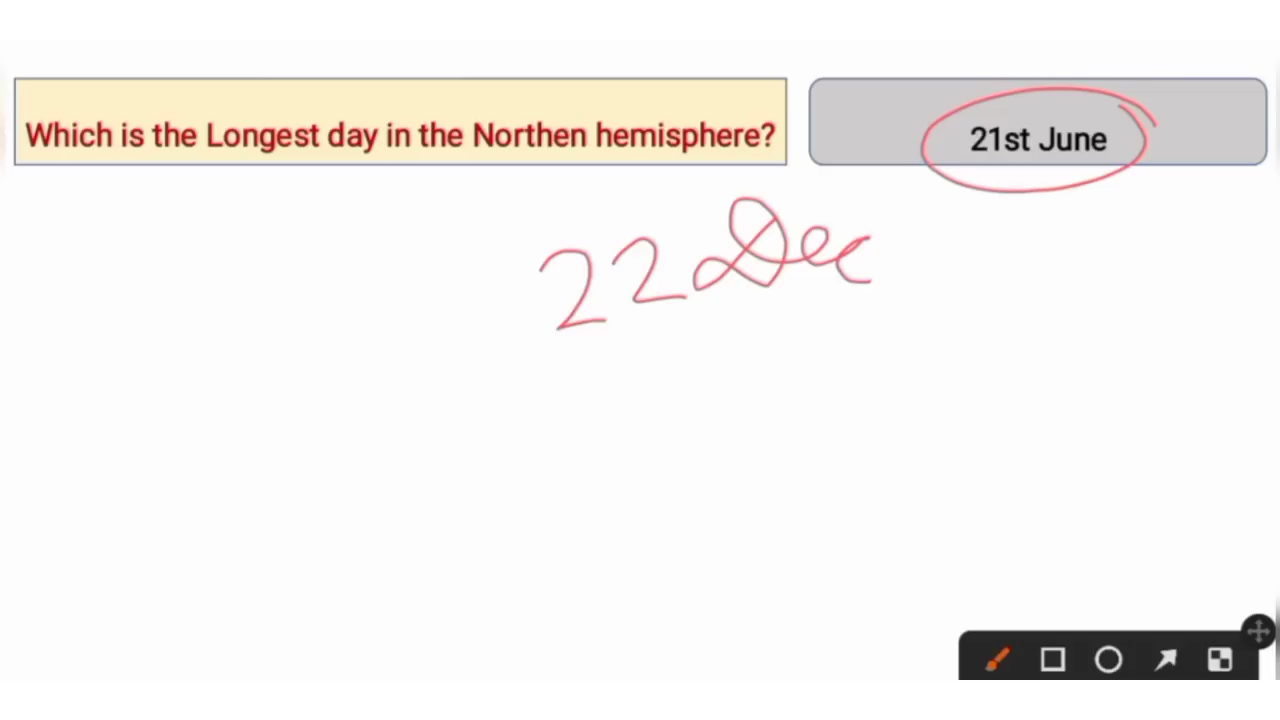 Which is the Longest day in the Northen hemisphere?
21st June
22 Dec